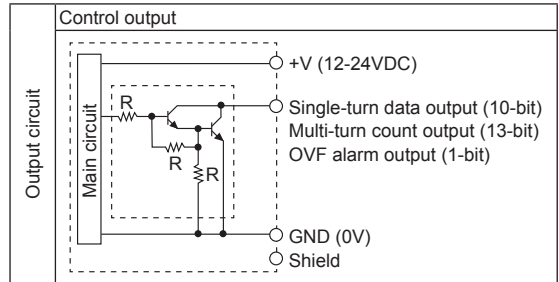 Control output
Output circuit
Main circuit
+V (12-24VDC)
R
Single-turn data output (10-bit)
Multi-turn count output (13-bit)
OVF alarm output (1-bit)
R
R
GND (0V)
Shield